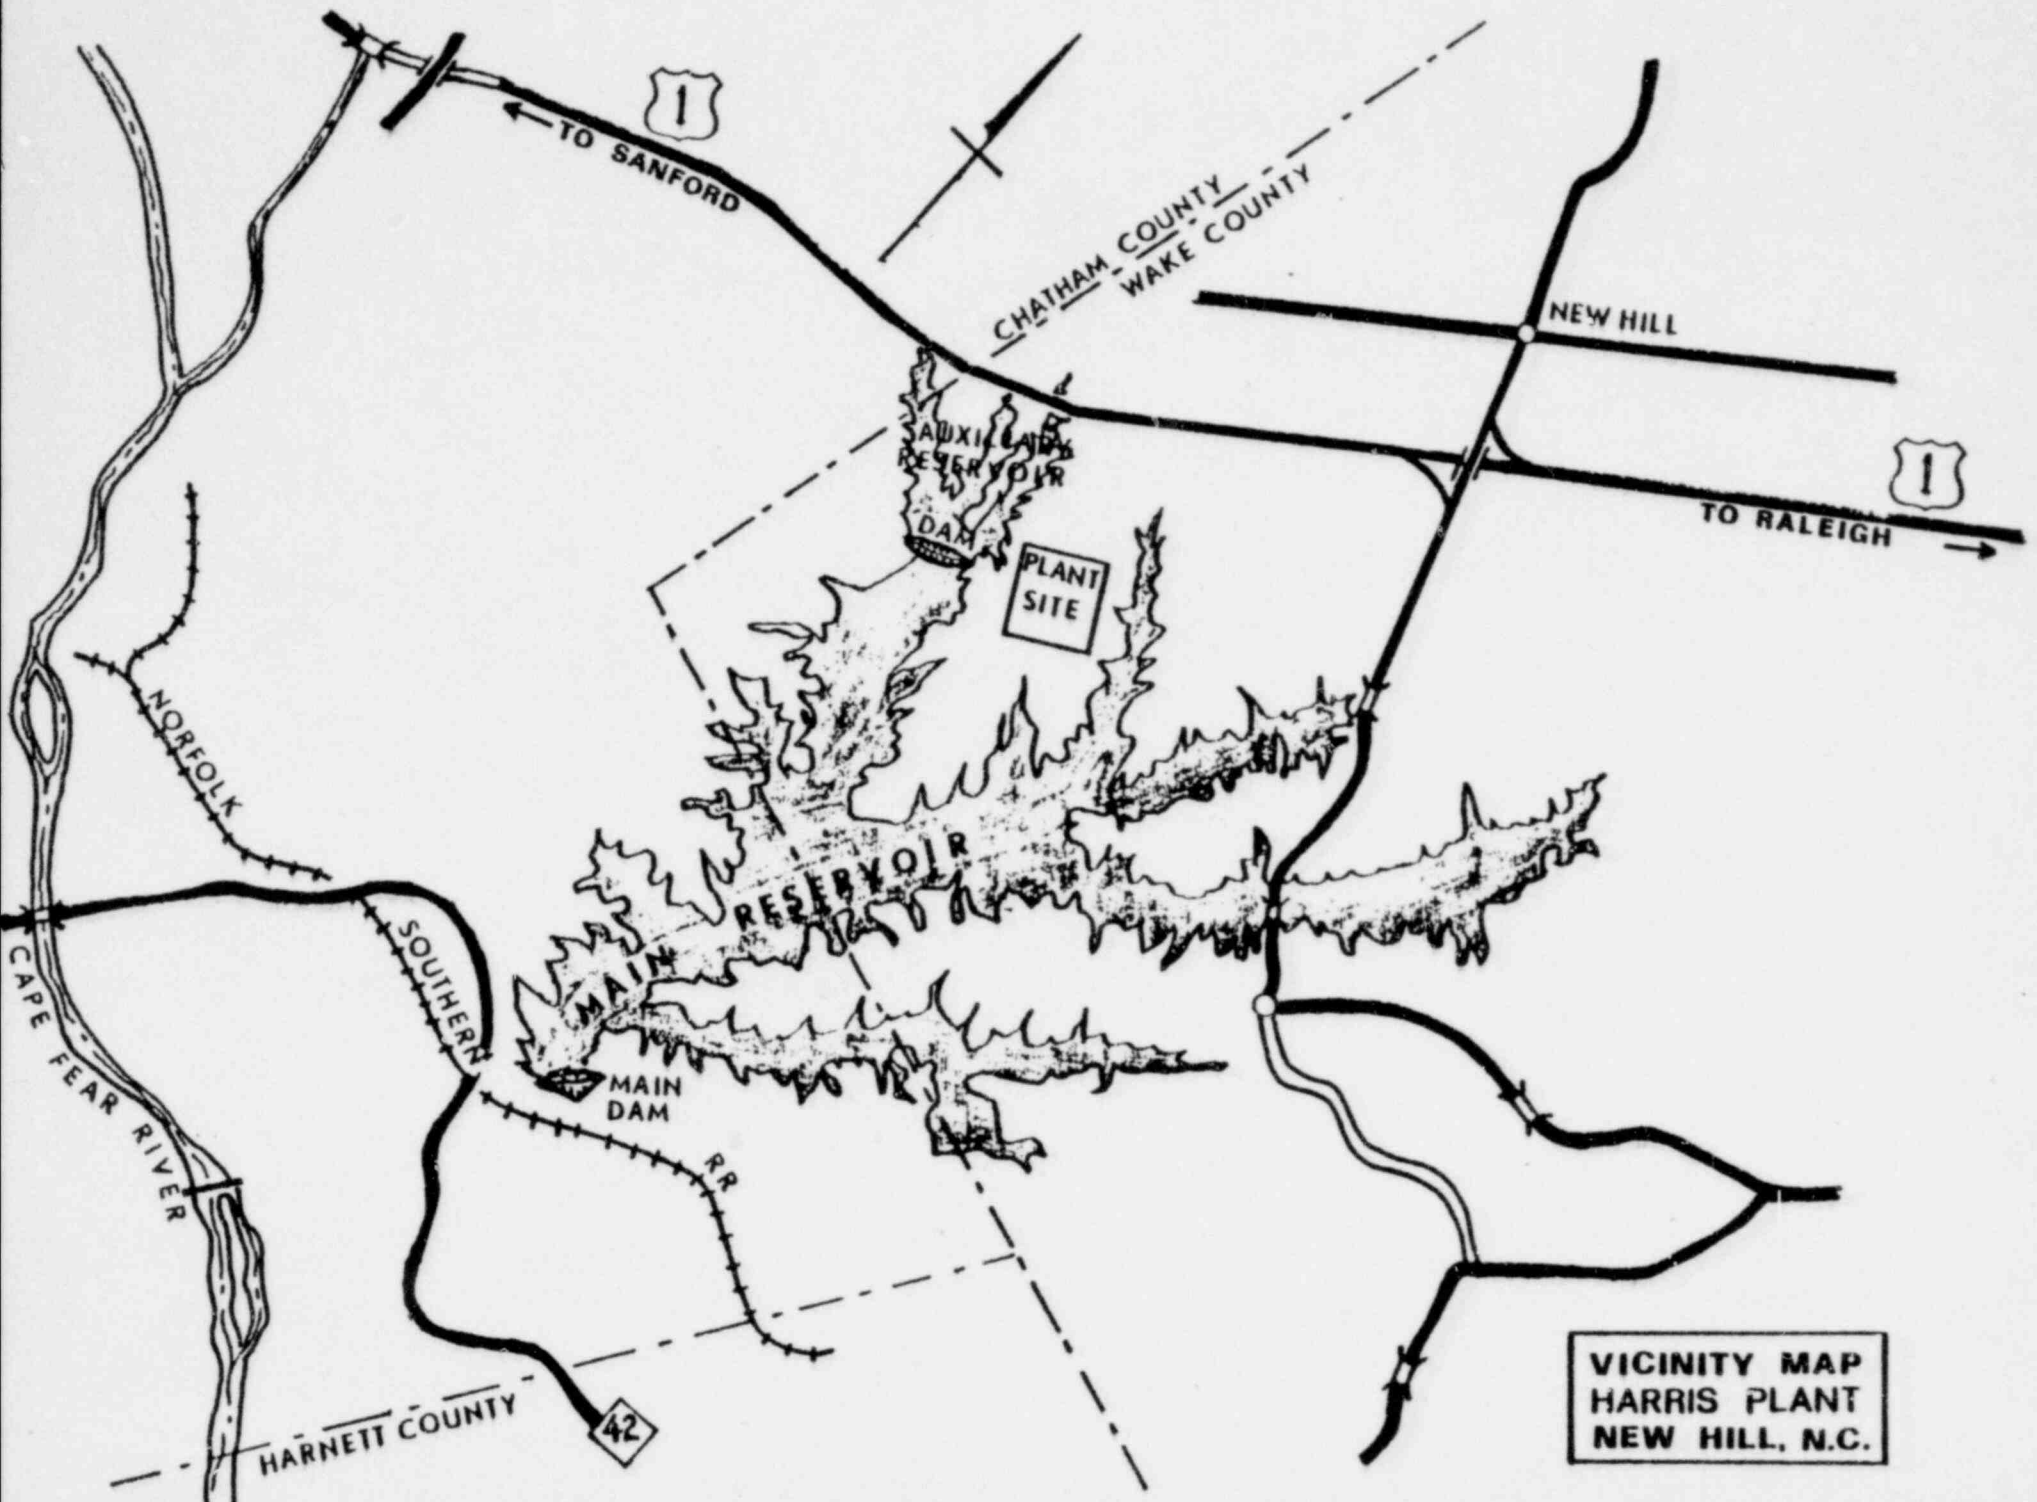 1
TO SANFORD
CHATHAM COUNTY
WAKE COUNTY
NEW HILL
AUXILIARY
RESERVOIR
DAM
PLANT
SITE
1
TO RALEIGH
NORFOLK
SOUTHERN
RR
MAIN RESERVOIR
MAIN
DAM
CAPE FEAR RIVER
HARNETT COUNTY
42
VICINITY MAP
HARRIS PLANT
NEW HILL, N.C.